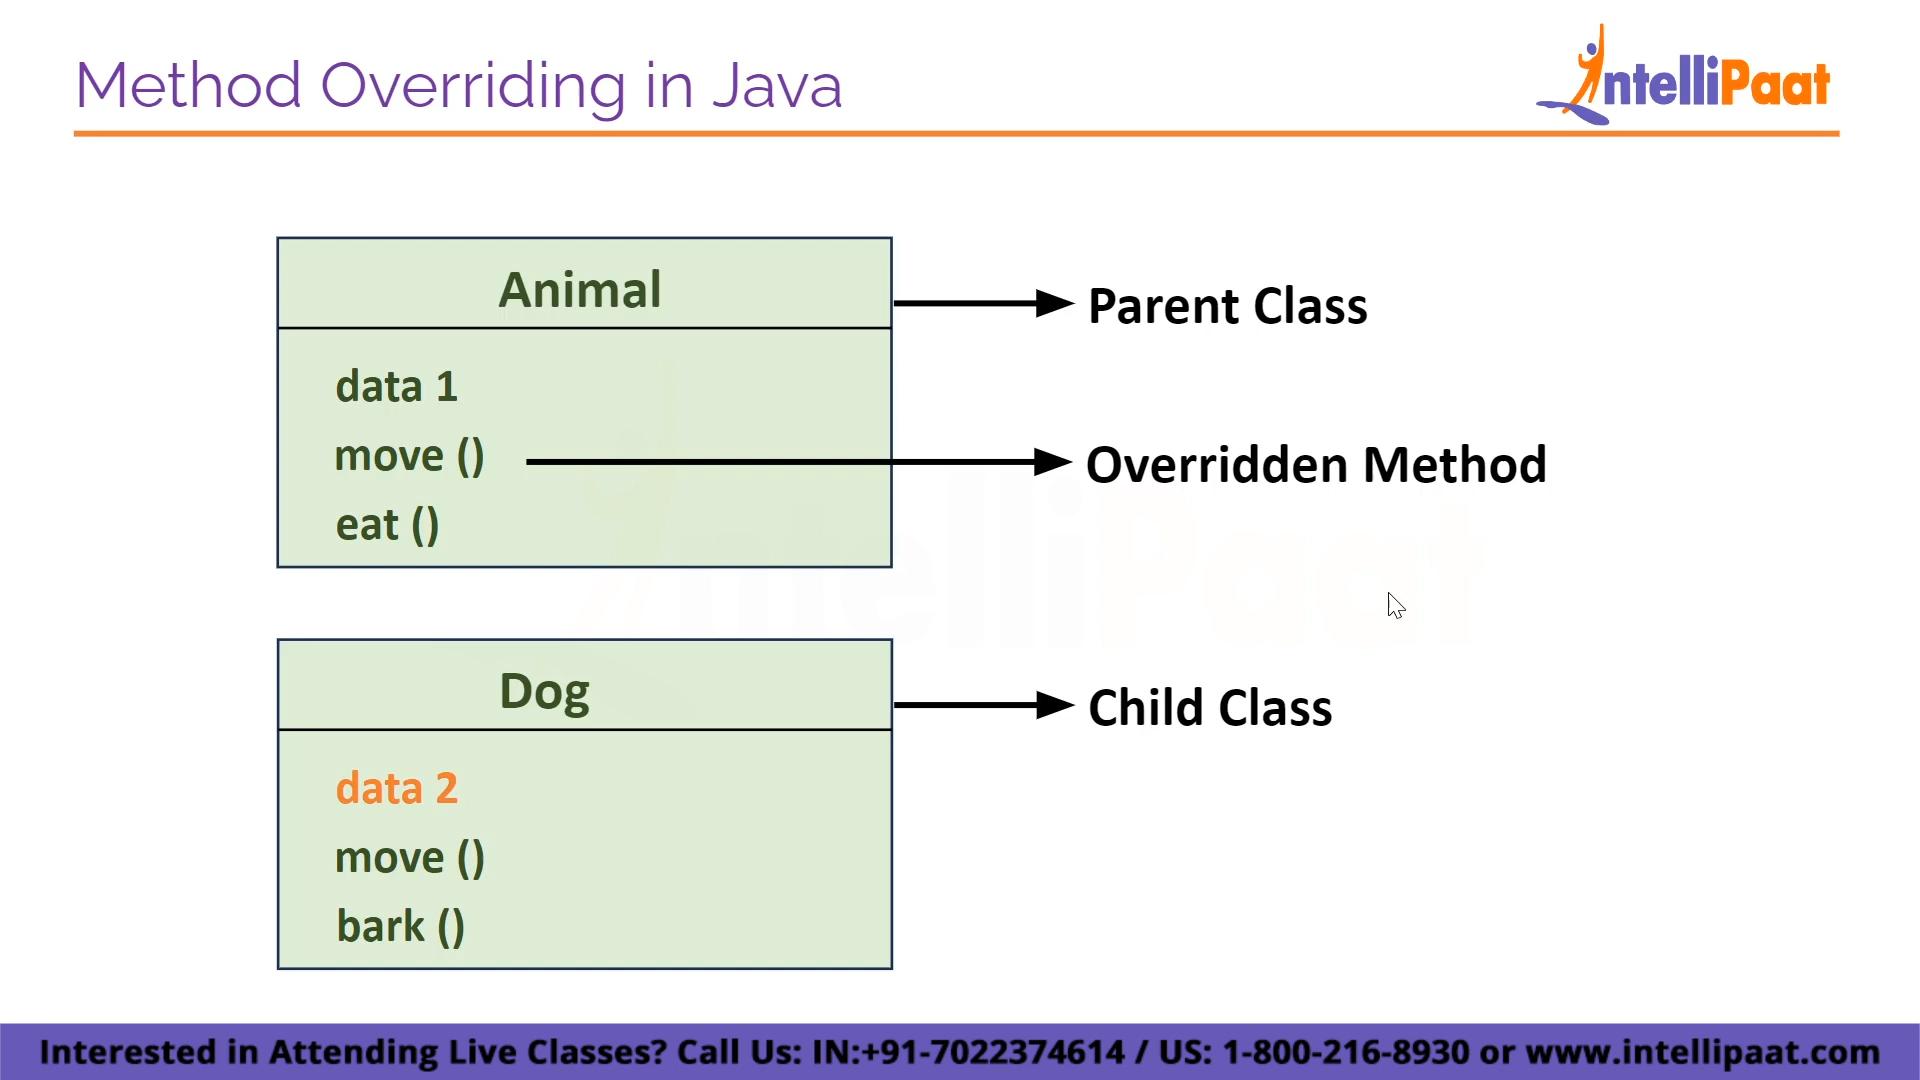 Method Overriding in Java
IntelliPaat
Animal
Parent Class
data 1
move ()
Overridden Method
eat ()
Dog
Child Class
data 2
move ()
bark ()
Interested in Attending Live Classes? Call Us: IN:+91-7022374614 / US: 1-800-216-8930 or www.intellipaat.com